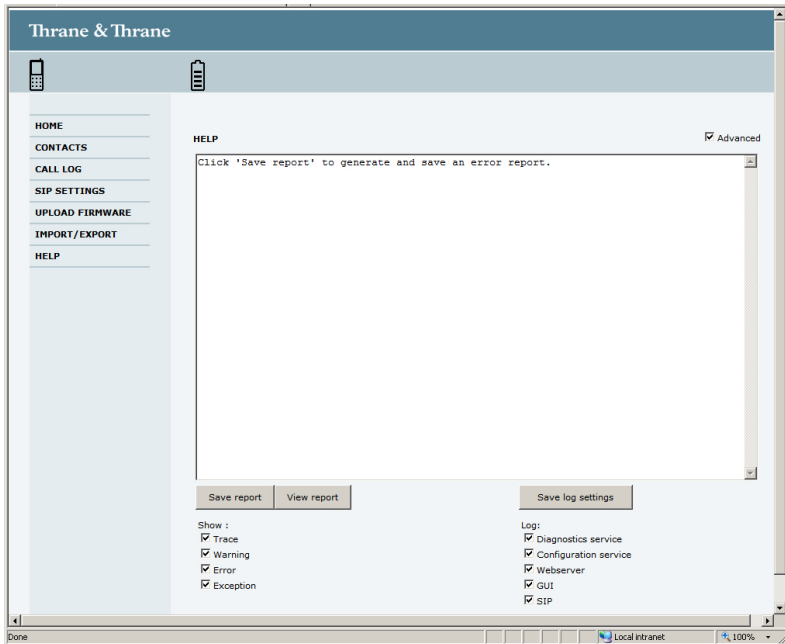 Thrane & Thrane
HOME
CONTACTS
CALL LOG
SIP SETTINGS
UPLOAD FIRMWARE
IMPORT/EXPORT
HELP
HELP
Advanced
Click 'Save report' to generate and save an error report.
Save report
View report
Save log settings
Show :
Trace
Warning
Error
Exception
Log:
Diagnostics service
Configuration service
Webserver
GUI
SIP
Done
Local intranet
100%